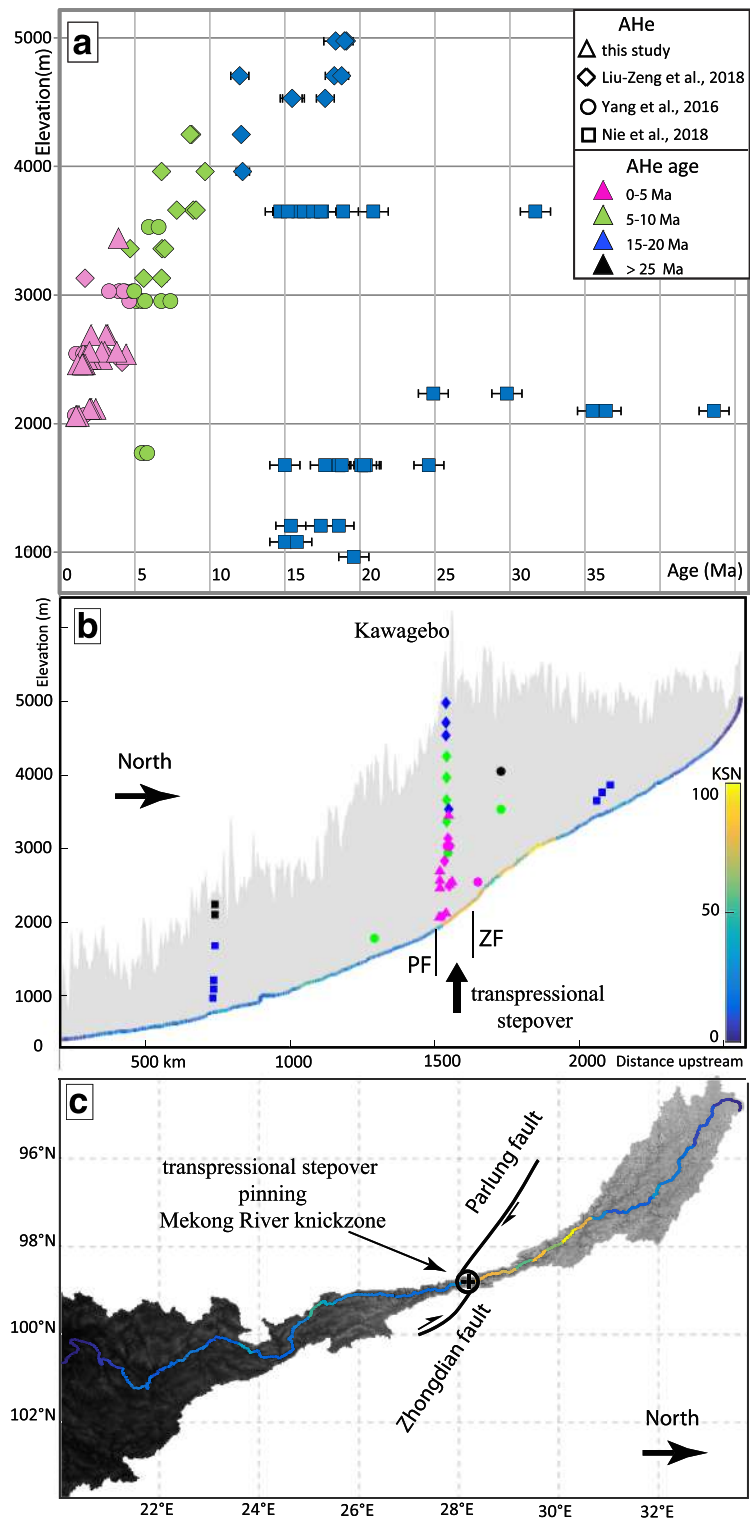 a
Elevation(m)
5000
4000
3000
2000
1000
0
5
10
15
20
25
30
35
Age (Ma)
AHe
this study
Liu-Zeng et al., 2018
Yang et al., 2016
Nie et al., 2018
AHe age
0-5 Ma
5-10 Ma
15-20 Ma
> 25 Ma
b
Elevation (m)
Kawagebo
5000
4000
3000
2000
1000
0
North
KSN
100
50
0
PF
ZF
transpressional
stepover
500 km
1000
1500
2000
Distance upstream
c
96°N
98°N
100°N
102°N
transpressional stepover
pinning
Mekong River knickzone
Parlung fault
Zhongdian fault
North
22°E
24°E
26°E
28°E
30°E
32°E